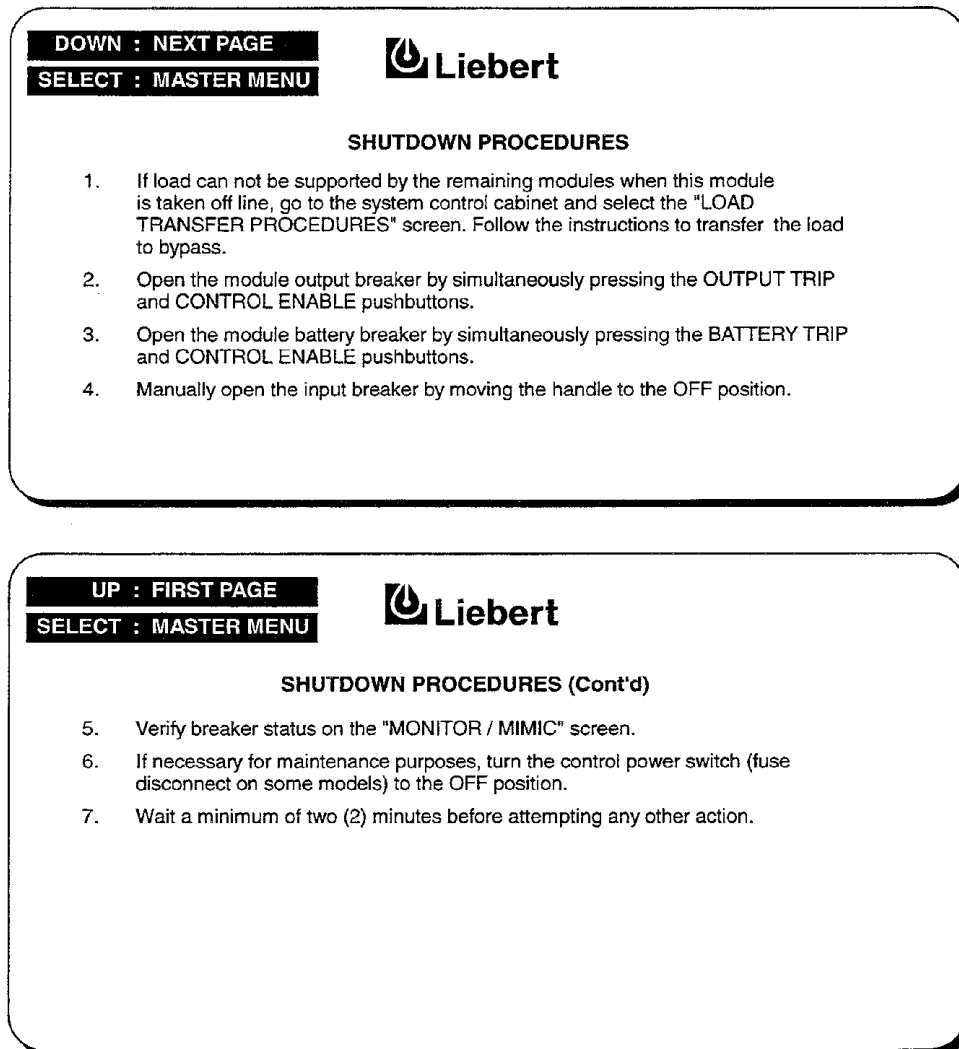 DOWN : NEXT PAGE
SELECT : MASTER MENU
Liebert
SHUTDOWN PROCEDURES
1. If load can not be supported by the remaining modules when this module
is taken off line, go to the system control cabinet and select the "LOAD
TRANSFER PROCEDURES" screen. Follow the instructions to transfer the load
to bypass.
2. Open the module output breaker by simultaneously pressing the OUTPUT TRIP
and CONTROL ENABLE pushbuttons.
3. Open the module battery breaker by simultaneously pressing the BATTERY TRIP
and CONTROL ENABLE pushbuttons.
4. Manually open the input breaker by moving the handle to the OFF position.
UP : FIRST PAGE
SELECT : MASTER MENU
Liebert
SHUTDOWN PROCEDURES (Cont'd)
5. Verify breaker status on the "MONITOR / MIMIC" screen.
6. If necessary for maintenance purposes, turn the control power switch (fuse
disconnect on some models) to the OFF position.
7. Wait a minimum of two (2) minutes before attempting any other action.